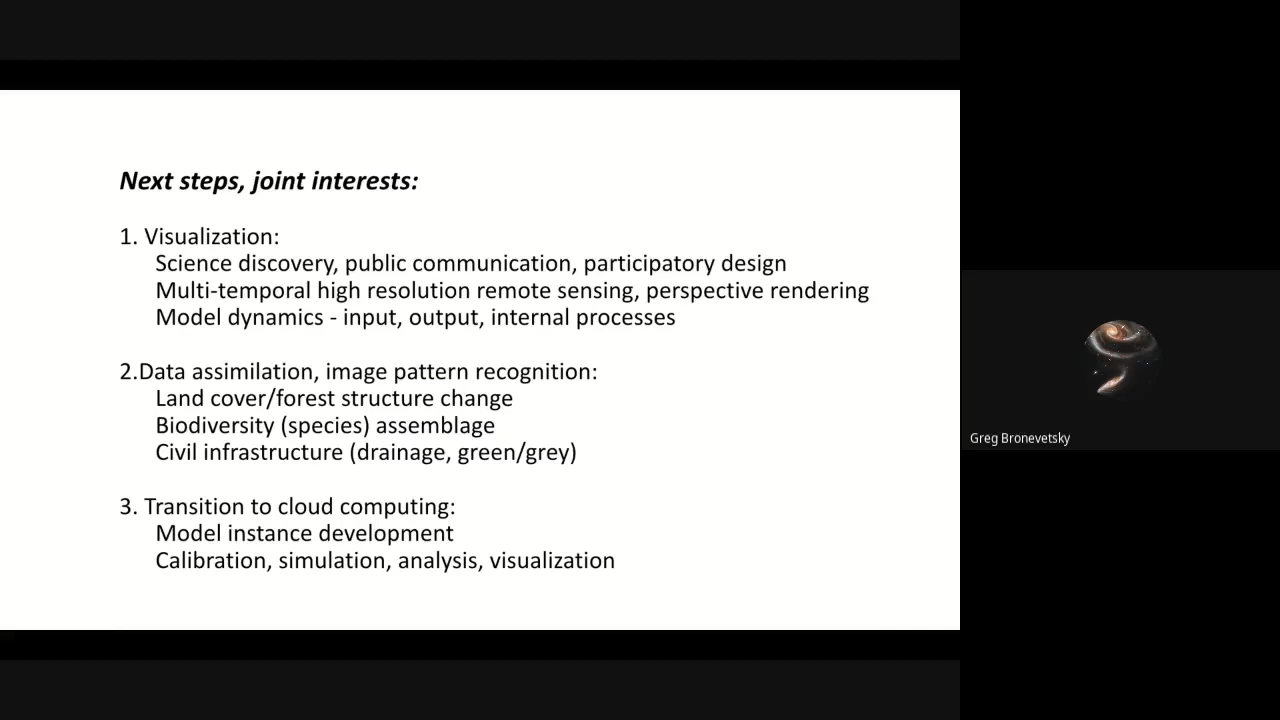 Next steps, joint interests:
1. Visualization:
Science discovery, public communication, participatory design
Multi-temporal high resolution remote sensing, perspective rendering
Model dynamics - input, output, internal processes
2.Data assimilation, image pattern recognition:
Land cover/forest structure change
Biodiversity (species) assemblage
Civil infrastructure (drainage, green/grey)
3. Transition to cloud computing:
Model instance development
Calibration, simulation, analysis, visualization
Greg Bronevetsky